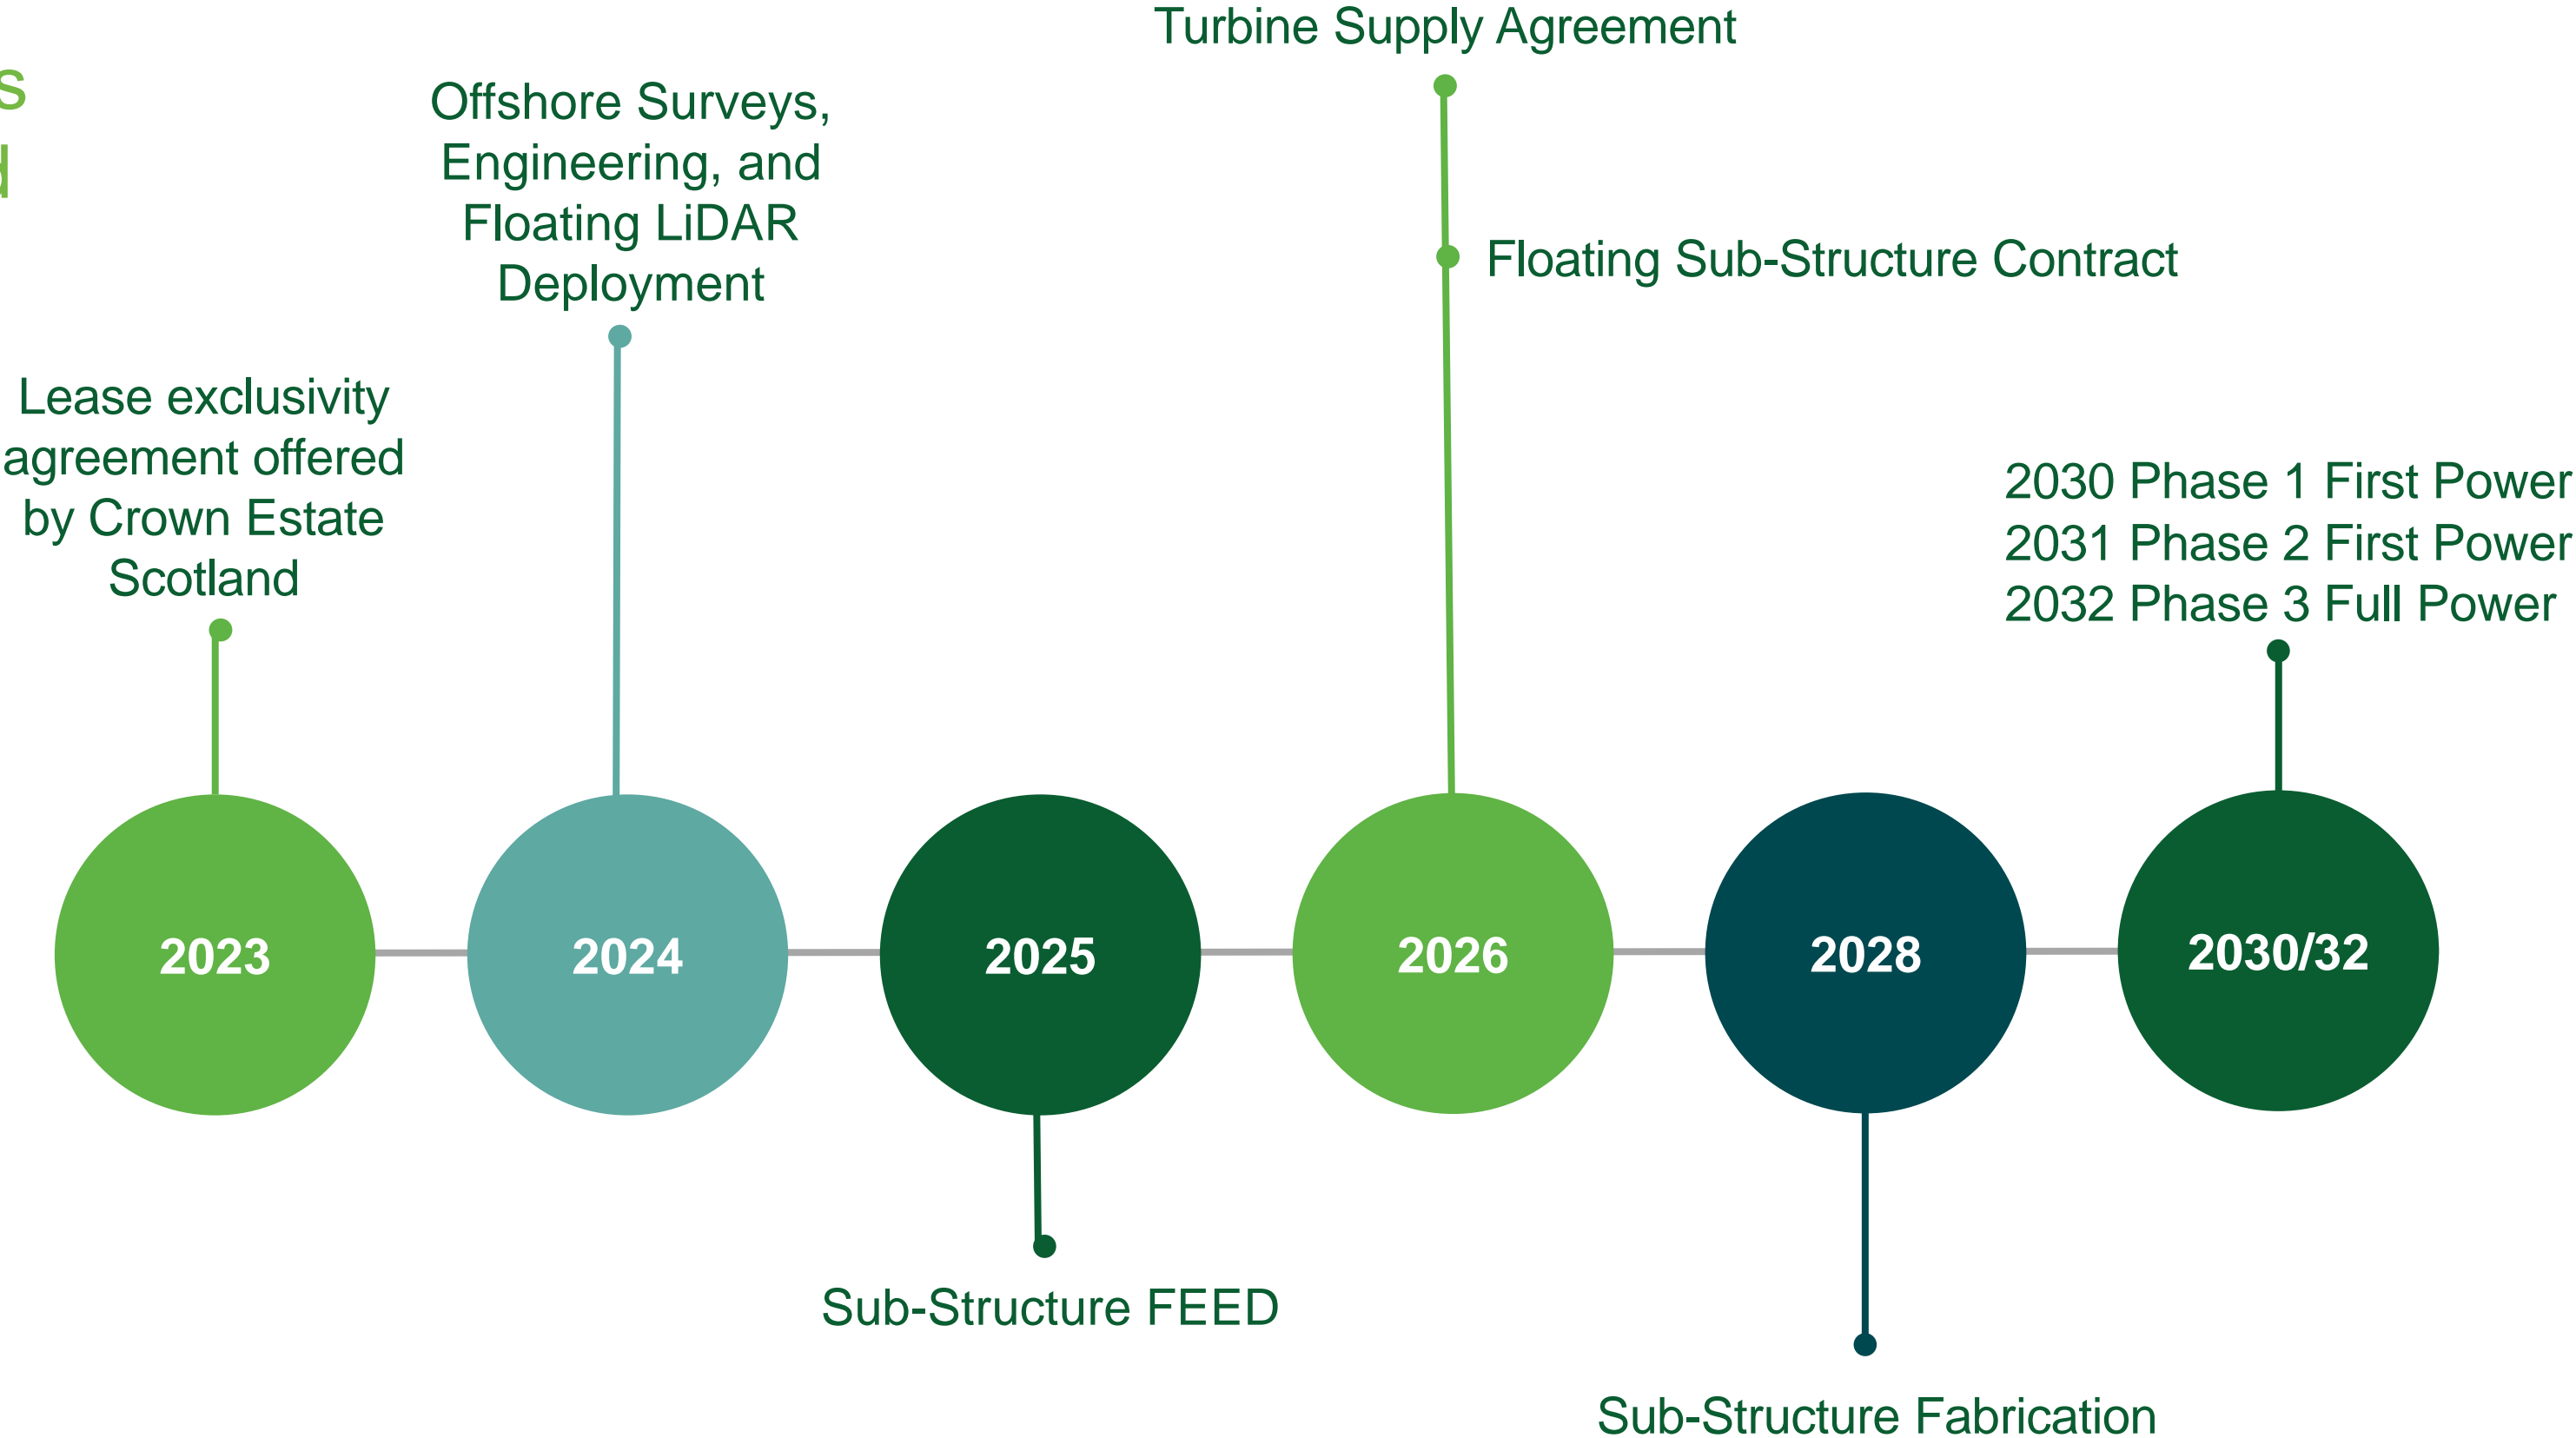 Turbine Supply Agreement
s
d
Offshore Surveys,
Engineering, and
Floating LiDAR
Deployment
Floating Sub-Structure Contract
Lease exclusivity
agreement offered
by Crown Estate
Scotland
2030 Phase 1 First Power
2031 Phase 2 First Power
2032 Phase 3 Full Power
2023
2024
2025
2026
2028
2030/32
Sub-Structure FEED
Sub-Structure Fabrication